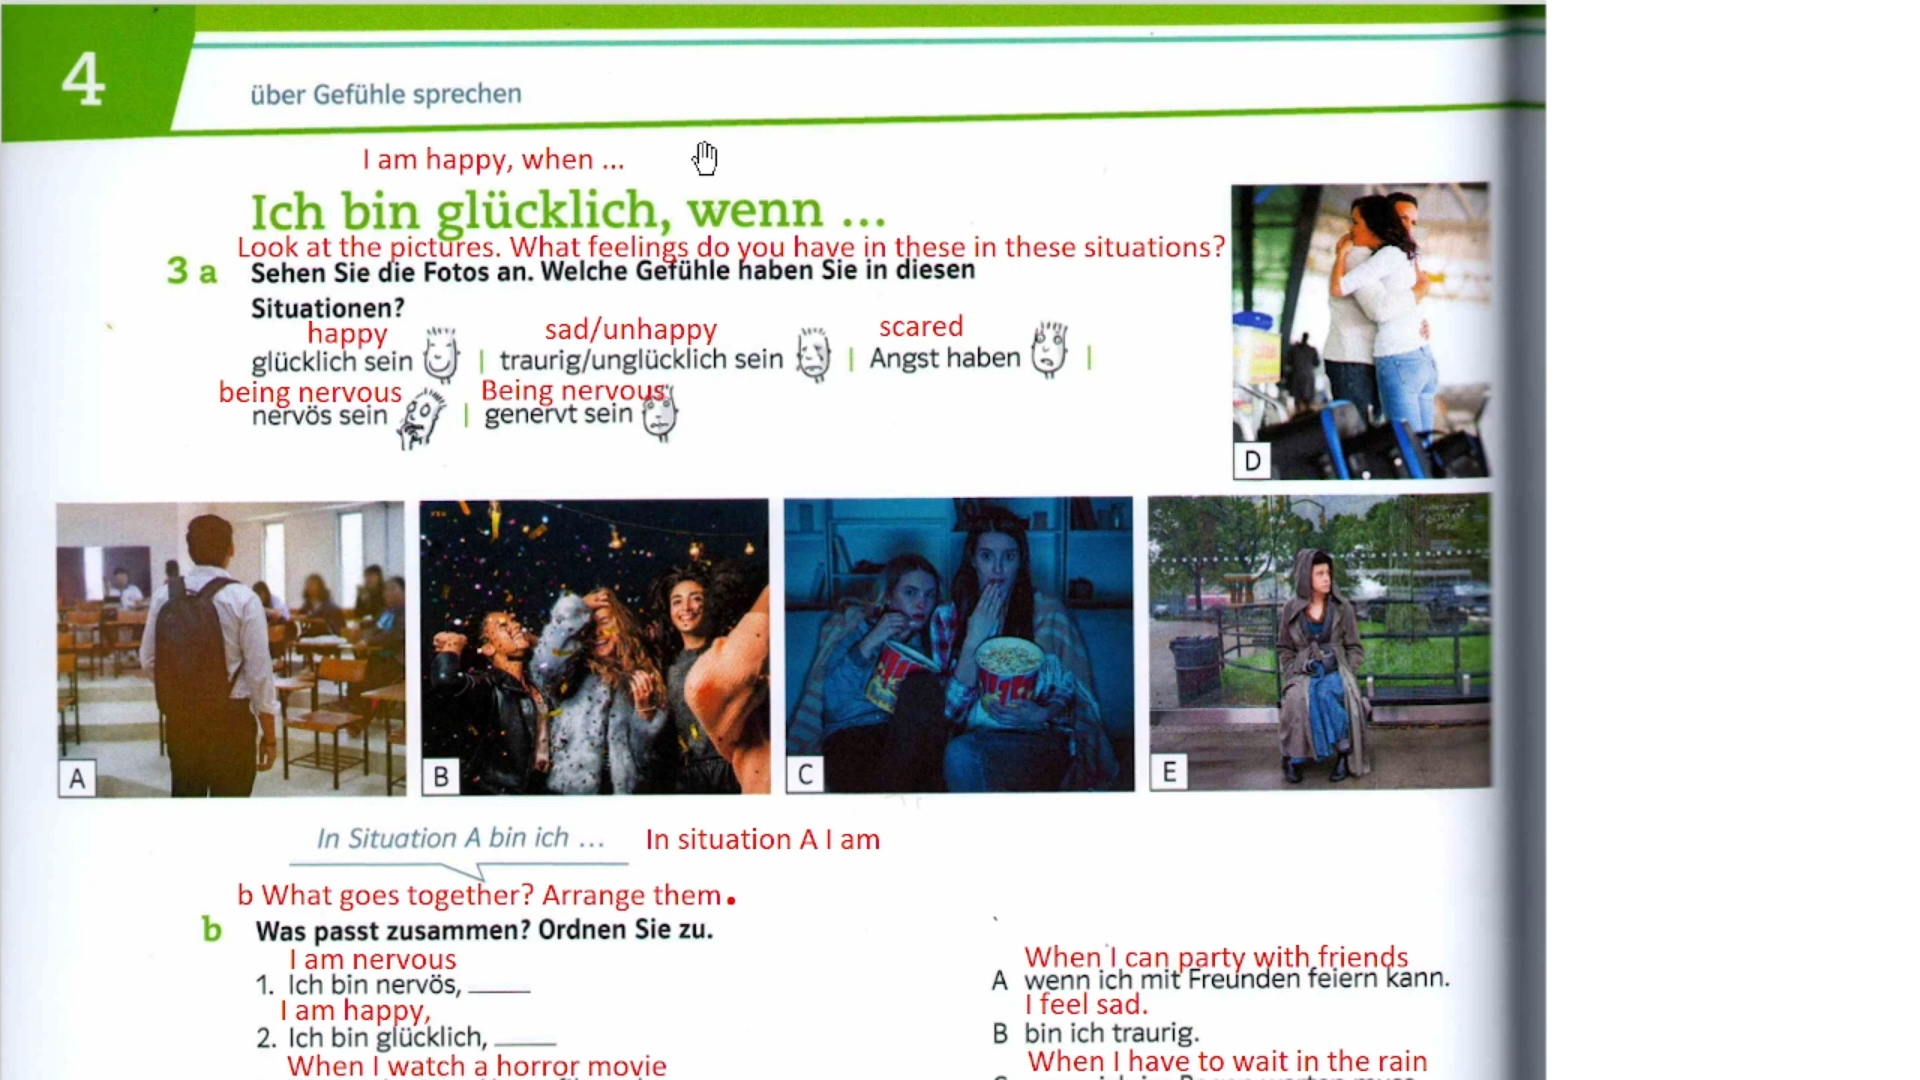 4
über Gefühle sprechen
I am happy, when ...
Ich bin glücklich, wenn ...
Look at the pictures. What feelings do you have in these in these situations?
3 a Sehen Sie die Fotos an. Welche Gefühle haben Sie in diesen
Situationen?
happy sad/unhappy scared
glücklich sein | traurig/unglücklich sein | Angst haben |
being nervous Being nervous
nervös sein | genervt sein
D
A B C E
In Situation A bin ich ... In situation A I am
b What goes together? Arrange them.
b Was passt zusammen? Ordnen Sie zu.
I am nervous
1. Ich bin nervös, ____
I am happy,
2. Ich bin glücklich, ____
When I watch a horror movie
When I can party with friends
A wenn ich mit Freunden feiern kann.
I feel sad.
B bin ich traurig.
When I have to wait in the rain